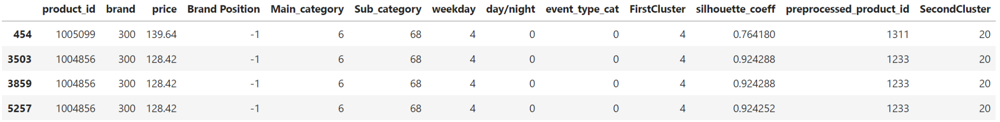 product_id brand price Brand Position Main_category Sub_category weekday day/night event_type_cat FirstCluster silhouette_coeff preprocessed_product_id SecondCluster
454 1005099 300 139.64 -1 6 68 4 0 0 4 0.764180 1311 20
3503 1004856 300 128.42 -1 6 68 4 0 0 4 0.924288 1233 20
3859 1004856 300 128.42 -1 6 68 4 0 0 4 0.924288 1233 20
5257 1004856 300 128.42 -1 6 68 4 0 0 4 0.924252 1233 20